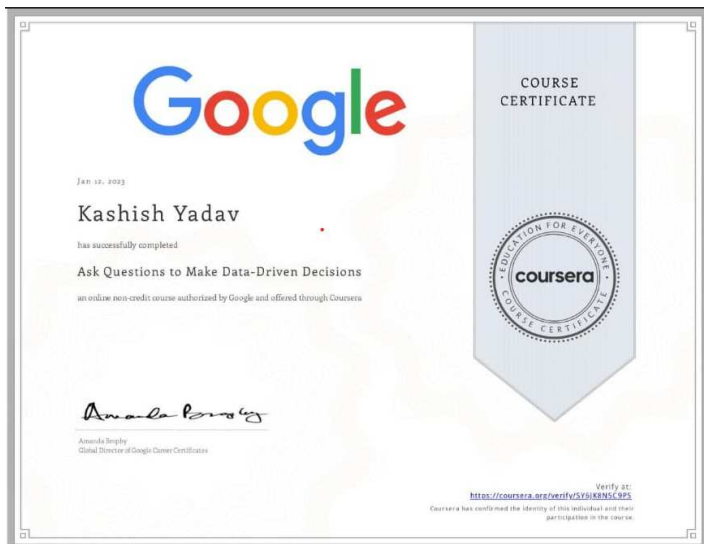 Google
COURSE
CERTIFICATE
Jan 12, 2023
Kashish Yadav
has successfully completed
Ask Questions to Make Data-Driven Decisions
an online non-credit course authorized by Google and offered through Coursera
EDUCATION FOR EVERYONE
coursera
COURSE CERTIFICATE
Amanda Brophy
Amanda Brophy
Global Director of Google Career Certificates
Verify at:
https://coursera.org/verify/SY6JK8N5C9P5
Coursera has confirmed the identity of this individual and their
participation in the course.